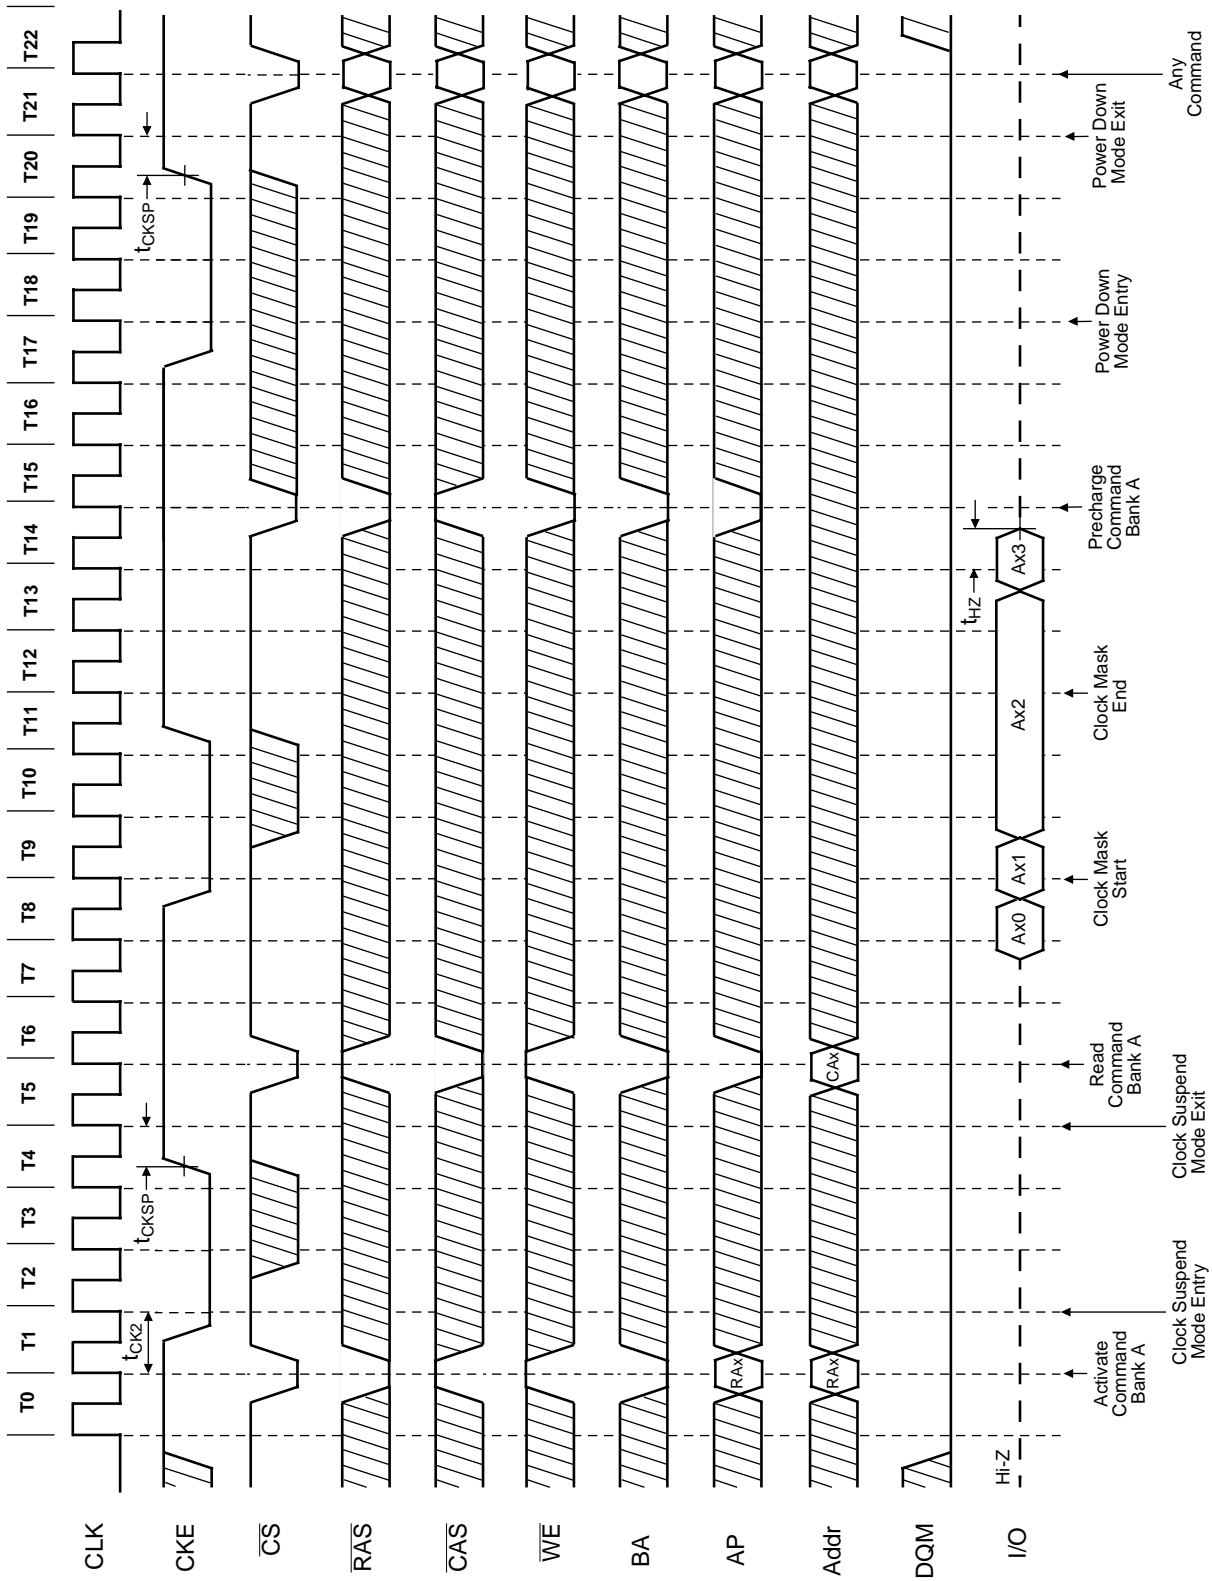 T0 T1 T2 T3 T4 T5 T6 T7 T8 T9 T10 T11 T12 T13 T14 T15 T16 T17 T18 T19 T20 T21 T22
CLK
tCK2
tCKSP
tCKSP
CKE
CS
RAS
CAS
WE
BA
AP
RAx
Addr
RAx
CAx
DQM
I/O
Hi-Z
Ax0
Ax1
Ax2
Ax3
tHZ
Activate
Command
Bank A
Clock Suspend
Mode Entry
Clock Suspend
Mode Exit
Read
Command
Bank A
Clock Mask
Start
Clock Mask
End
Precharge
Command
Bank A
Power Down
Mode Entry
Power Down
Mode Exit
Any
Command